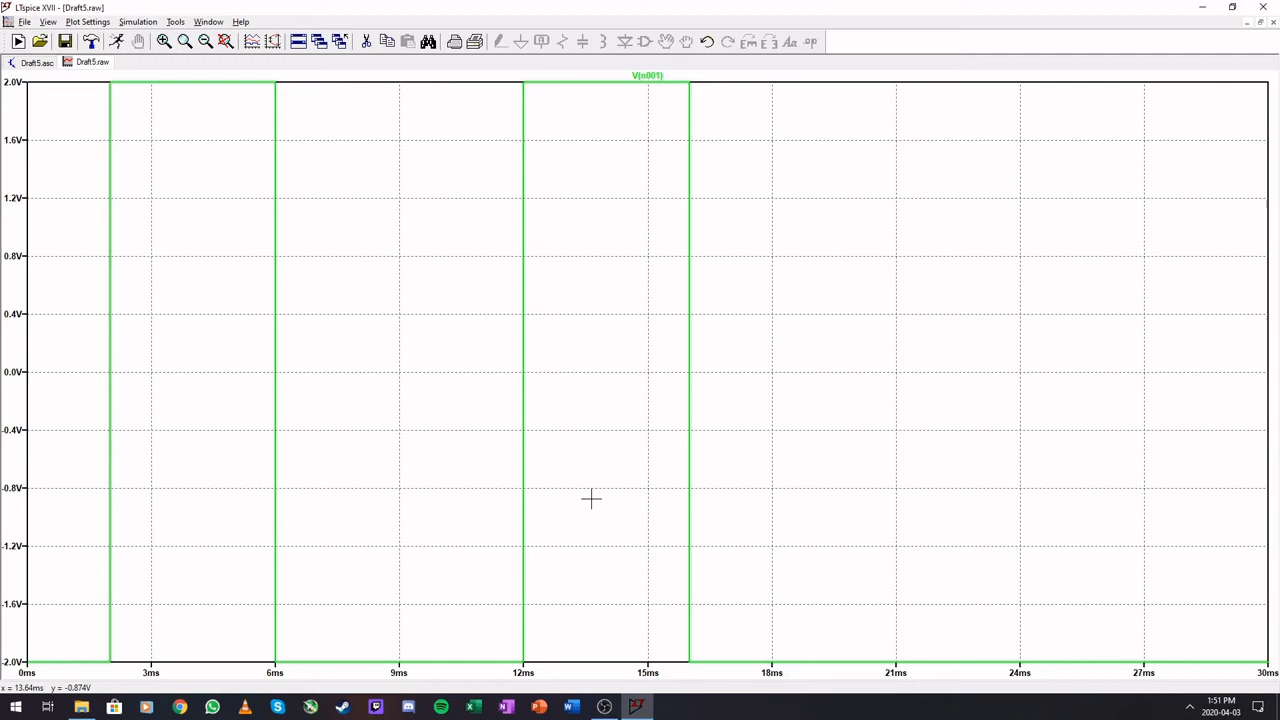 LTspice XVII - [Draft5.raw]
File View Plot Settings Simulation Tools Window Help
Draft5.asc Draft5.raw
V(n001)
2.0V
1.6V
1.2V
0.8V
0.4V
0.0V
-0.4V
-0.8V
-1.2V
-1.6V
-2.0V
0ms 3ms 6ms 9ms 12ms 15ms 18ms 21ms 24ms 27ms 30ms
x = 13.64ms y = -0.874V
1:51 PM
2020-04-03